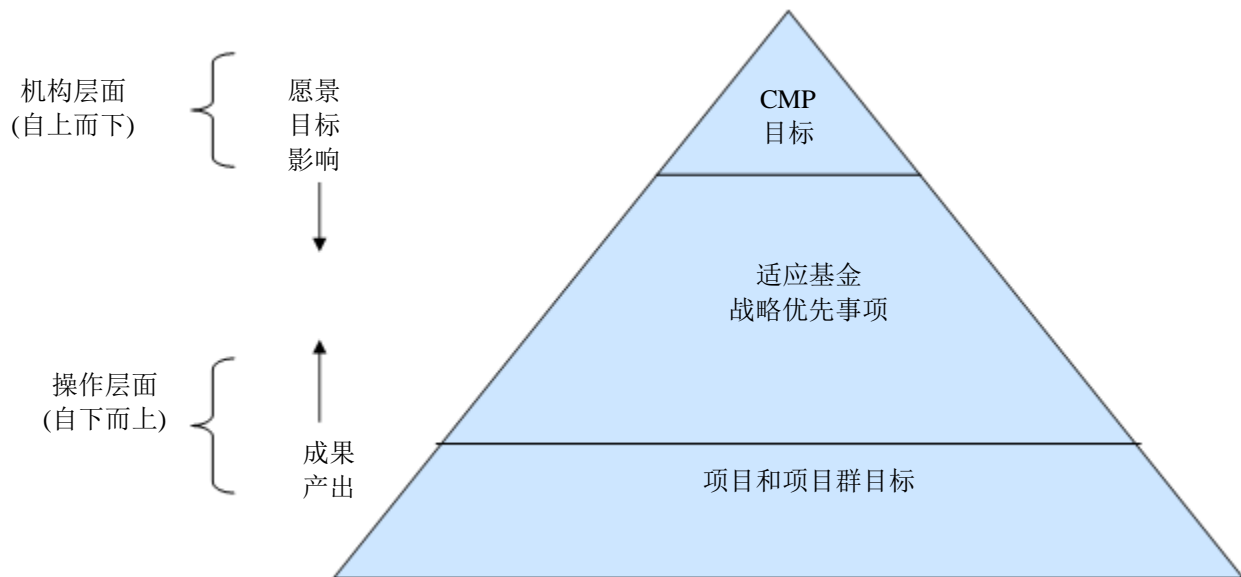 机构层面
(自上而下)
愿景
目标
影响
CMP
目标
适应基金
战略优先事项
操作层面
(自下而上)
成果
产出
项目和项目群目标